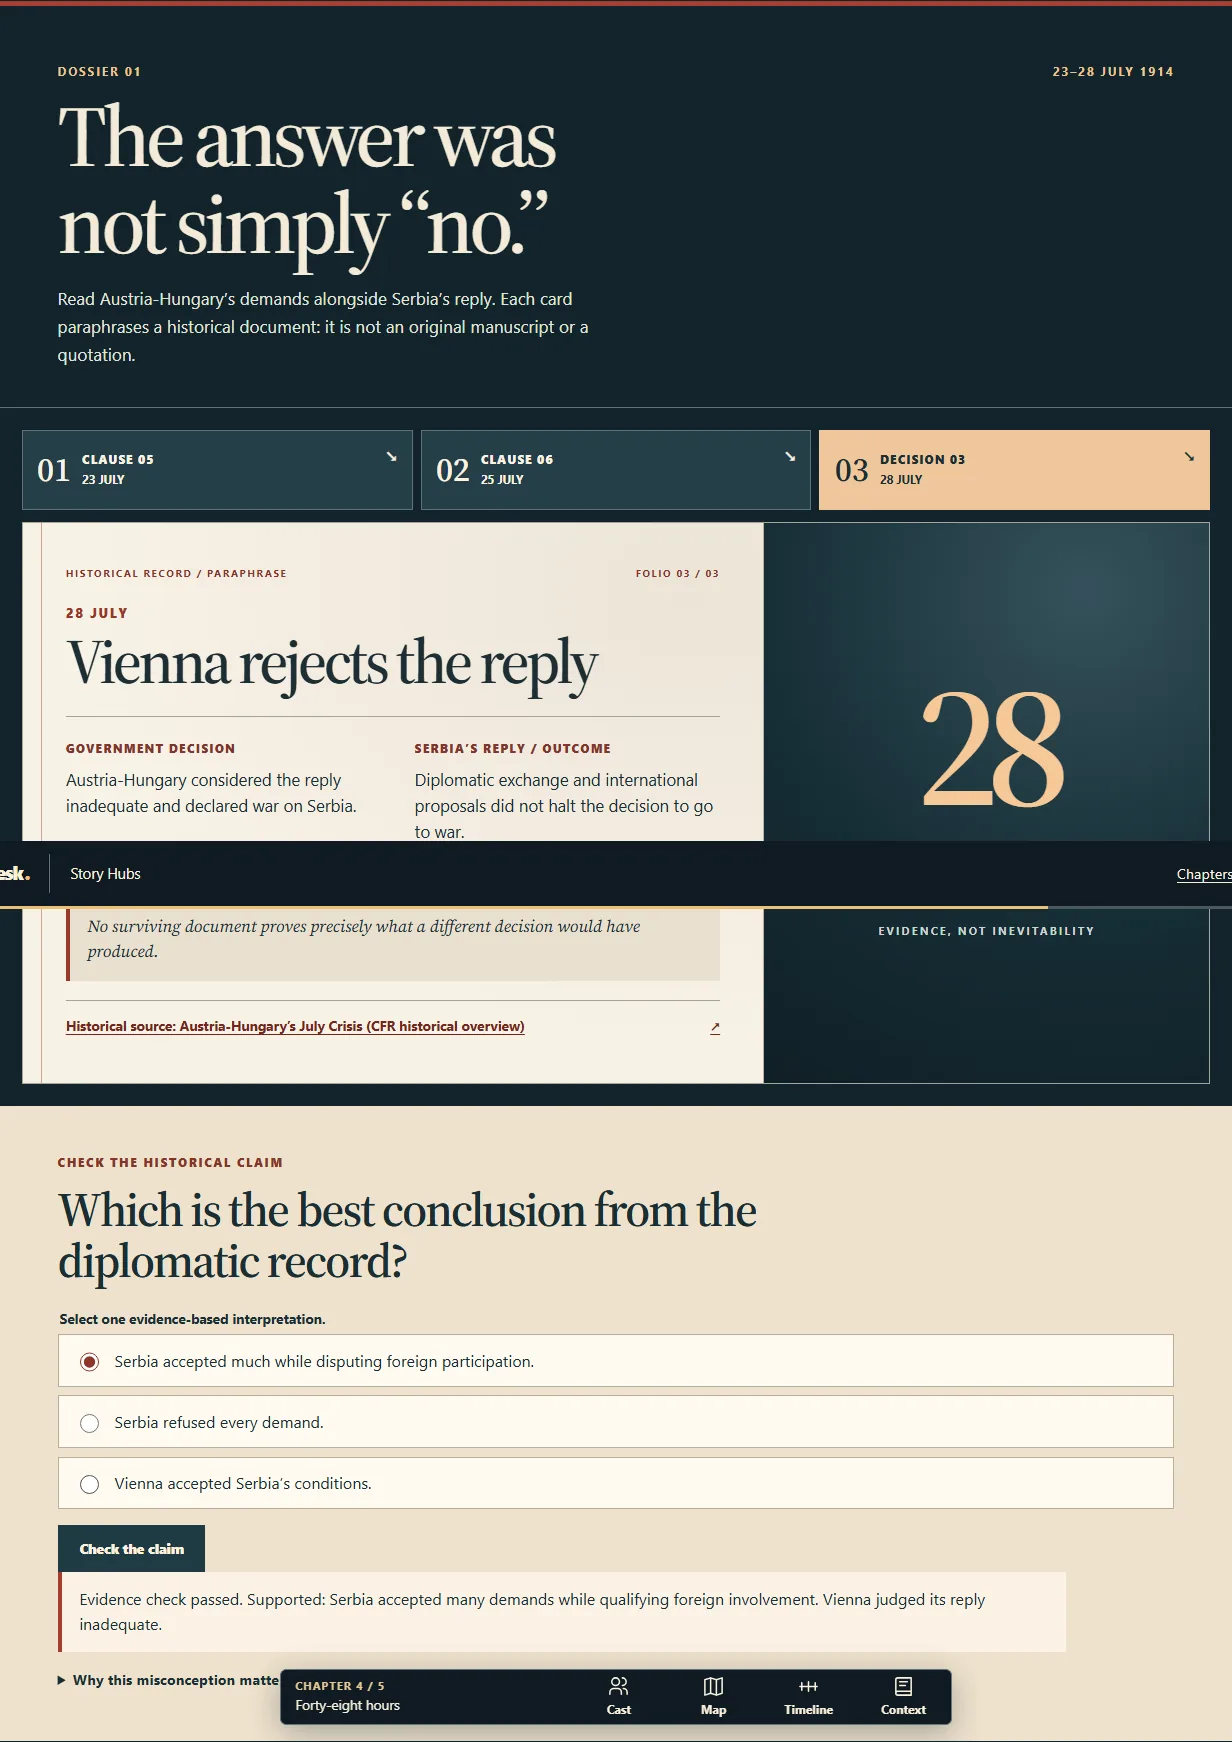 DOSSIER 01
23–28 JULY 1914
The answer was
not simply “no.”
Read Austria-Hungary’s demands alongside Serbia’s reply. Each card
paraphrases a historical document: it is not an original manuscript or a
quotation.
01
CLAUSE 05
23 JULY
↘
02
CLAUSE 06
25 JULY
↘
03
DECISION 03
28 JULY
↘
HISTORICAL RECORD / PARAPHRASE
FOLIO 03 / 03
28 JULY
Vienna rejects the reply
GOVERNMENT DECISION
Austria-Hungary considered the reply
inadequate and declared war on Serbia.
SERBIA’S REPLY / OUTCOME
Diplomatic exchange and international
proposals did not halt the decision to go
to war.
28
esk.
Story Hubs
Chapters
No surviving document proves precisely what a different decision would have
produced.
EVIDENCE, NOT INEVITABILITY
Historical source: Austria-Hungary’s July Crisis (CFR historical overview)
↗
CHECK THE HISTORICAL CLAIM
Which is the best conclusion from the
diplomatic record?
Select one evidence-based interpretation.
Serbia accepted much while disputing foreign participation.
Serbia refused every demand.
Vienna accepted Serbia’s conditions.
Check the claim
Evidence check passed. Supported: Serbia accepted many demands while qualifying foreign involvement. Vienna judged its reply
inadequate.
Why this misconception matte
CHAPTER 4 / 5
Forty-eight hours
Cast
Map
Timeline
Context